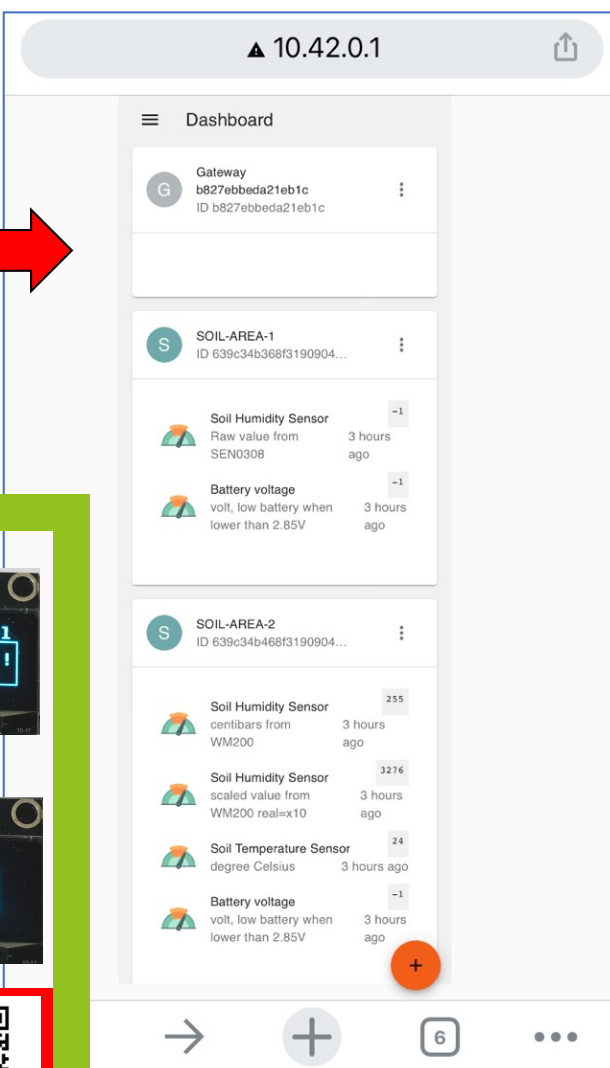 10.42.0.1
Dashboard
G
Gateway
b827ebbeda21eb1c
ID b827ebbeda21eb1c
S
SOIL-AREA-1
ID 639c34b368f3190904...
Soil Humidity Sensor
-1
Raw value from
3 hours
SEN0308
ago
Battery voltage
-1
volt, low battery when
3 hours
lower than 2.85V
ago
S
SOIL-AREA-2
ID 639c34b468f3190904...
Soil Humidity Sensor
255
centibars from
3 hours
WM200
ago
Soil Humidity Sensor
3276
scaled value from
3 hours
WM200 real=x10
ago
Soil Temperature Sensor
24
degree Celsius
3 hours ago
Battery voltage
-1
volt, low battery when
3 hours
lower than 2.85V
ago
+
6
1
!